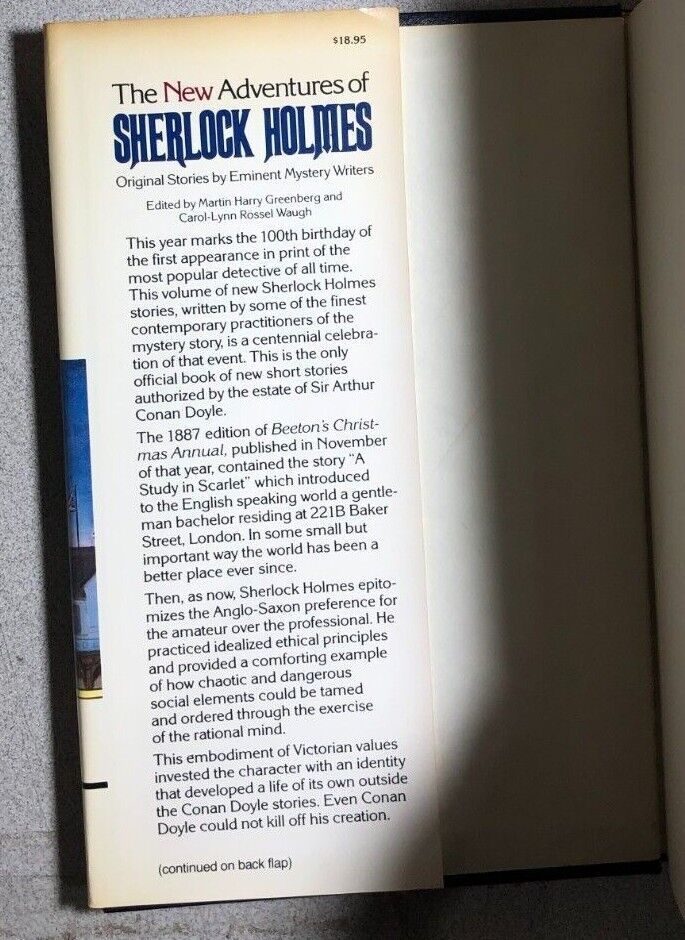 $18.95
The New Adventures of
SHERLOCK HOLMES
Original Stories by Eminent Mystery Writers
Edited by Martin Harry Greenberg and
Carol-Lynn Rössel Waugh
This year marks the 100th birthday of
the first appearance in print of the
most popular detective of all time.
This volume of new Sherlock Holmes
stories, written by some of the finest
contemporary practitioners of the
mystery story, is a centennial celebra-
tion of that event. This is the only
official book of new short stories
authorized by the estate of Sir Arthur
Conan Doyle.
The 1887 edition of Beeton's Christ-
mas Annual, published in November
of that year, contained the story "A
Study in Scarlet" which introduced
to the English speaking world a gentle-
man bachelor residing at 221B Baker
Street, London. In some small but
important way the world has been a
better place ever since.
Then, as now, Sherlock Holmes epito-
mizes the Anglo-Saxon preference for
the amateur over the professional. He
practiced idealized ethical principles
and provided a comforting example
of how chaotic and dangerous
social elements could be tamed
and ordered through the exercise
of the rational mind.
This embodiment of Victorian values
invested the character with an identity
that developed a life of its own outside
the Conan Doyle stories. Even Conan
Doyle could not kill off his creation.
(continued on back flap)